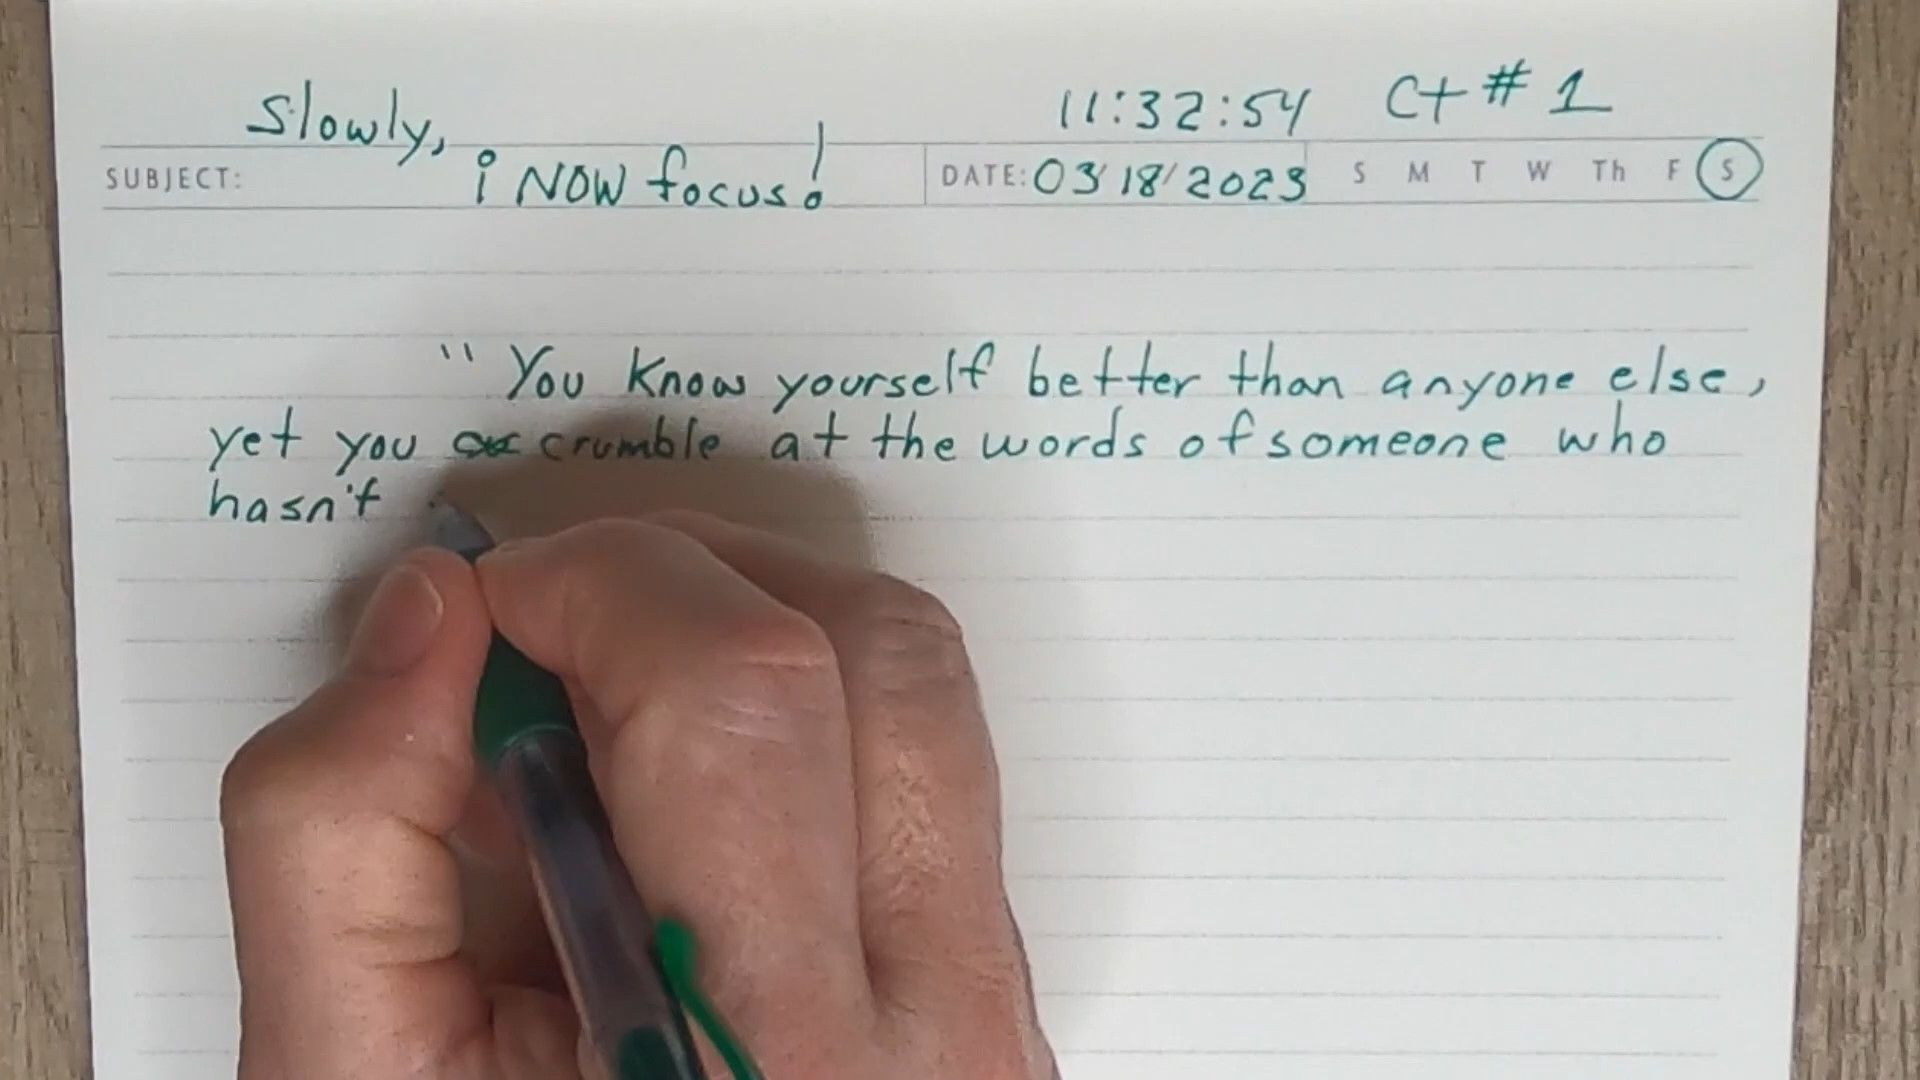 Slowly,
11:32:54 Ct # 1
SUBJECT: i NOW focus! DATE: 03/18/2023 S M T W Th F S
" You Know yourself better than anyone else,
yet you crumble at the words of someone who
hasn't